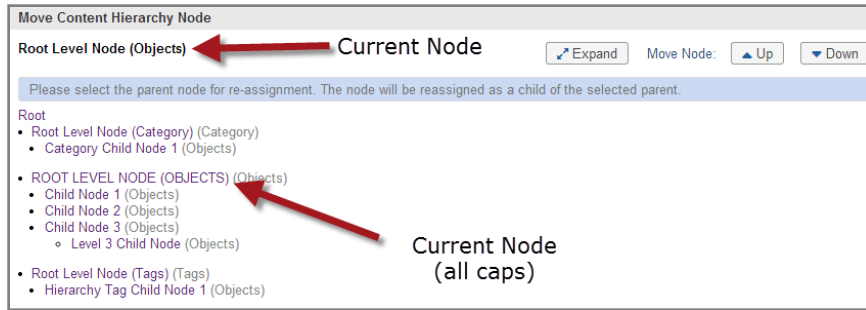 Move Content Hierarchy Node
Root Level Node (Objects)
Current Node
Expand
Move Node:
Up
Down
Please select the parent node for re-assignment. The node will be reassigned as a child of the selected parent.
Root
• Root Level Node (Category) (Category)
• Category Child Node 1 (Objects)
• ROOT LEVEL NODE (OBJECTS) (Objects)
• Child Node 1 (Objects)
• Child Node 2 (Objects)
• Child Node 3 (Objects)
◦ Level 3 Child Node (Objects)
Current Node
(all caps)
• Root Level Node (Tags) (Tags)
• Hierarchy Tag Child Node 1 (Objects)